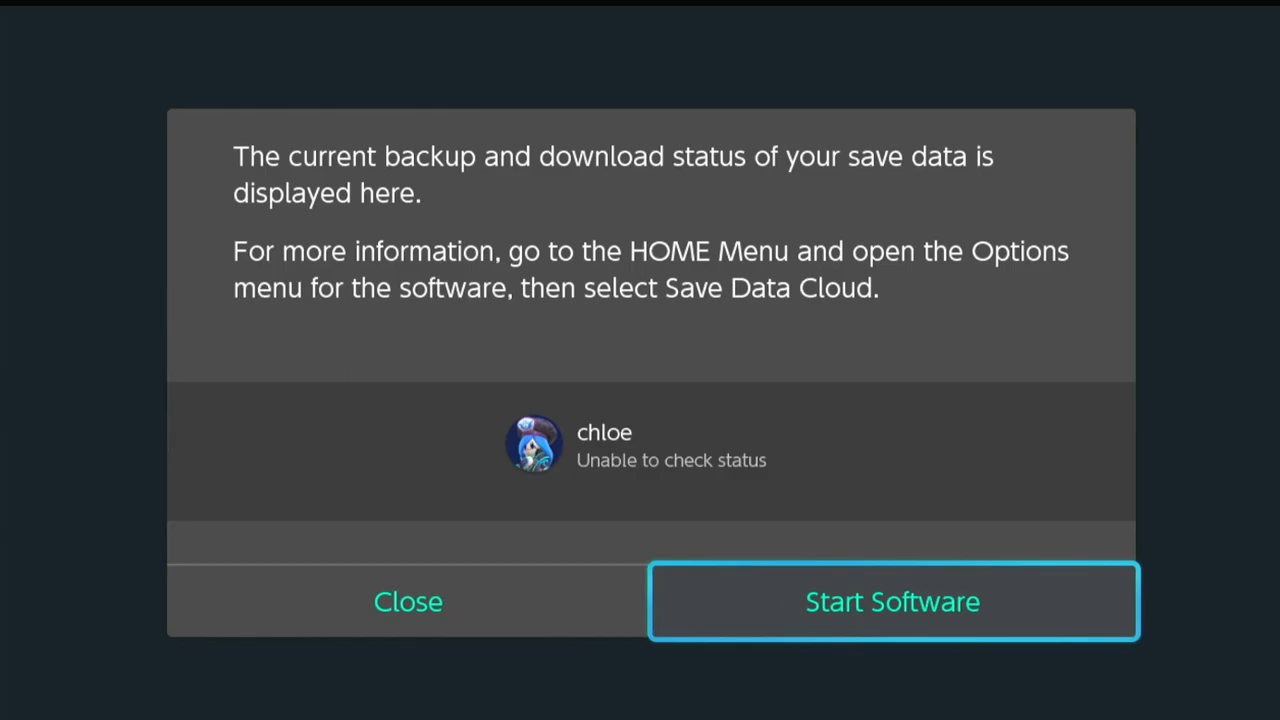 The current backup and download status of your save data is
displayed here.
For more information, go to the HOME Menu and open the Options
menu for the software, then select Save Data Cloud.
chloe
Unable to check status
Close
Start Software